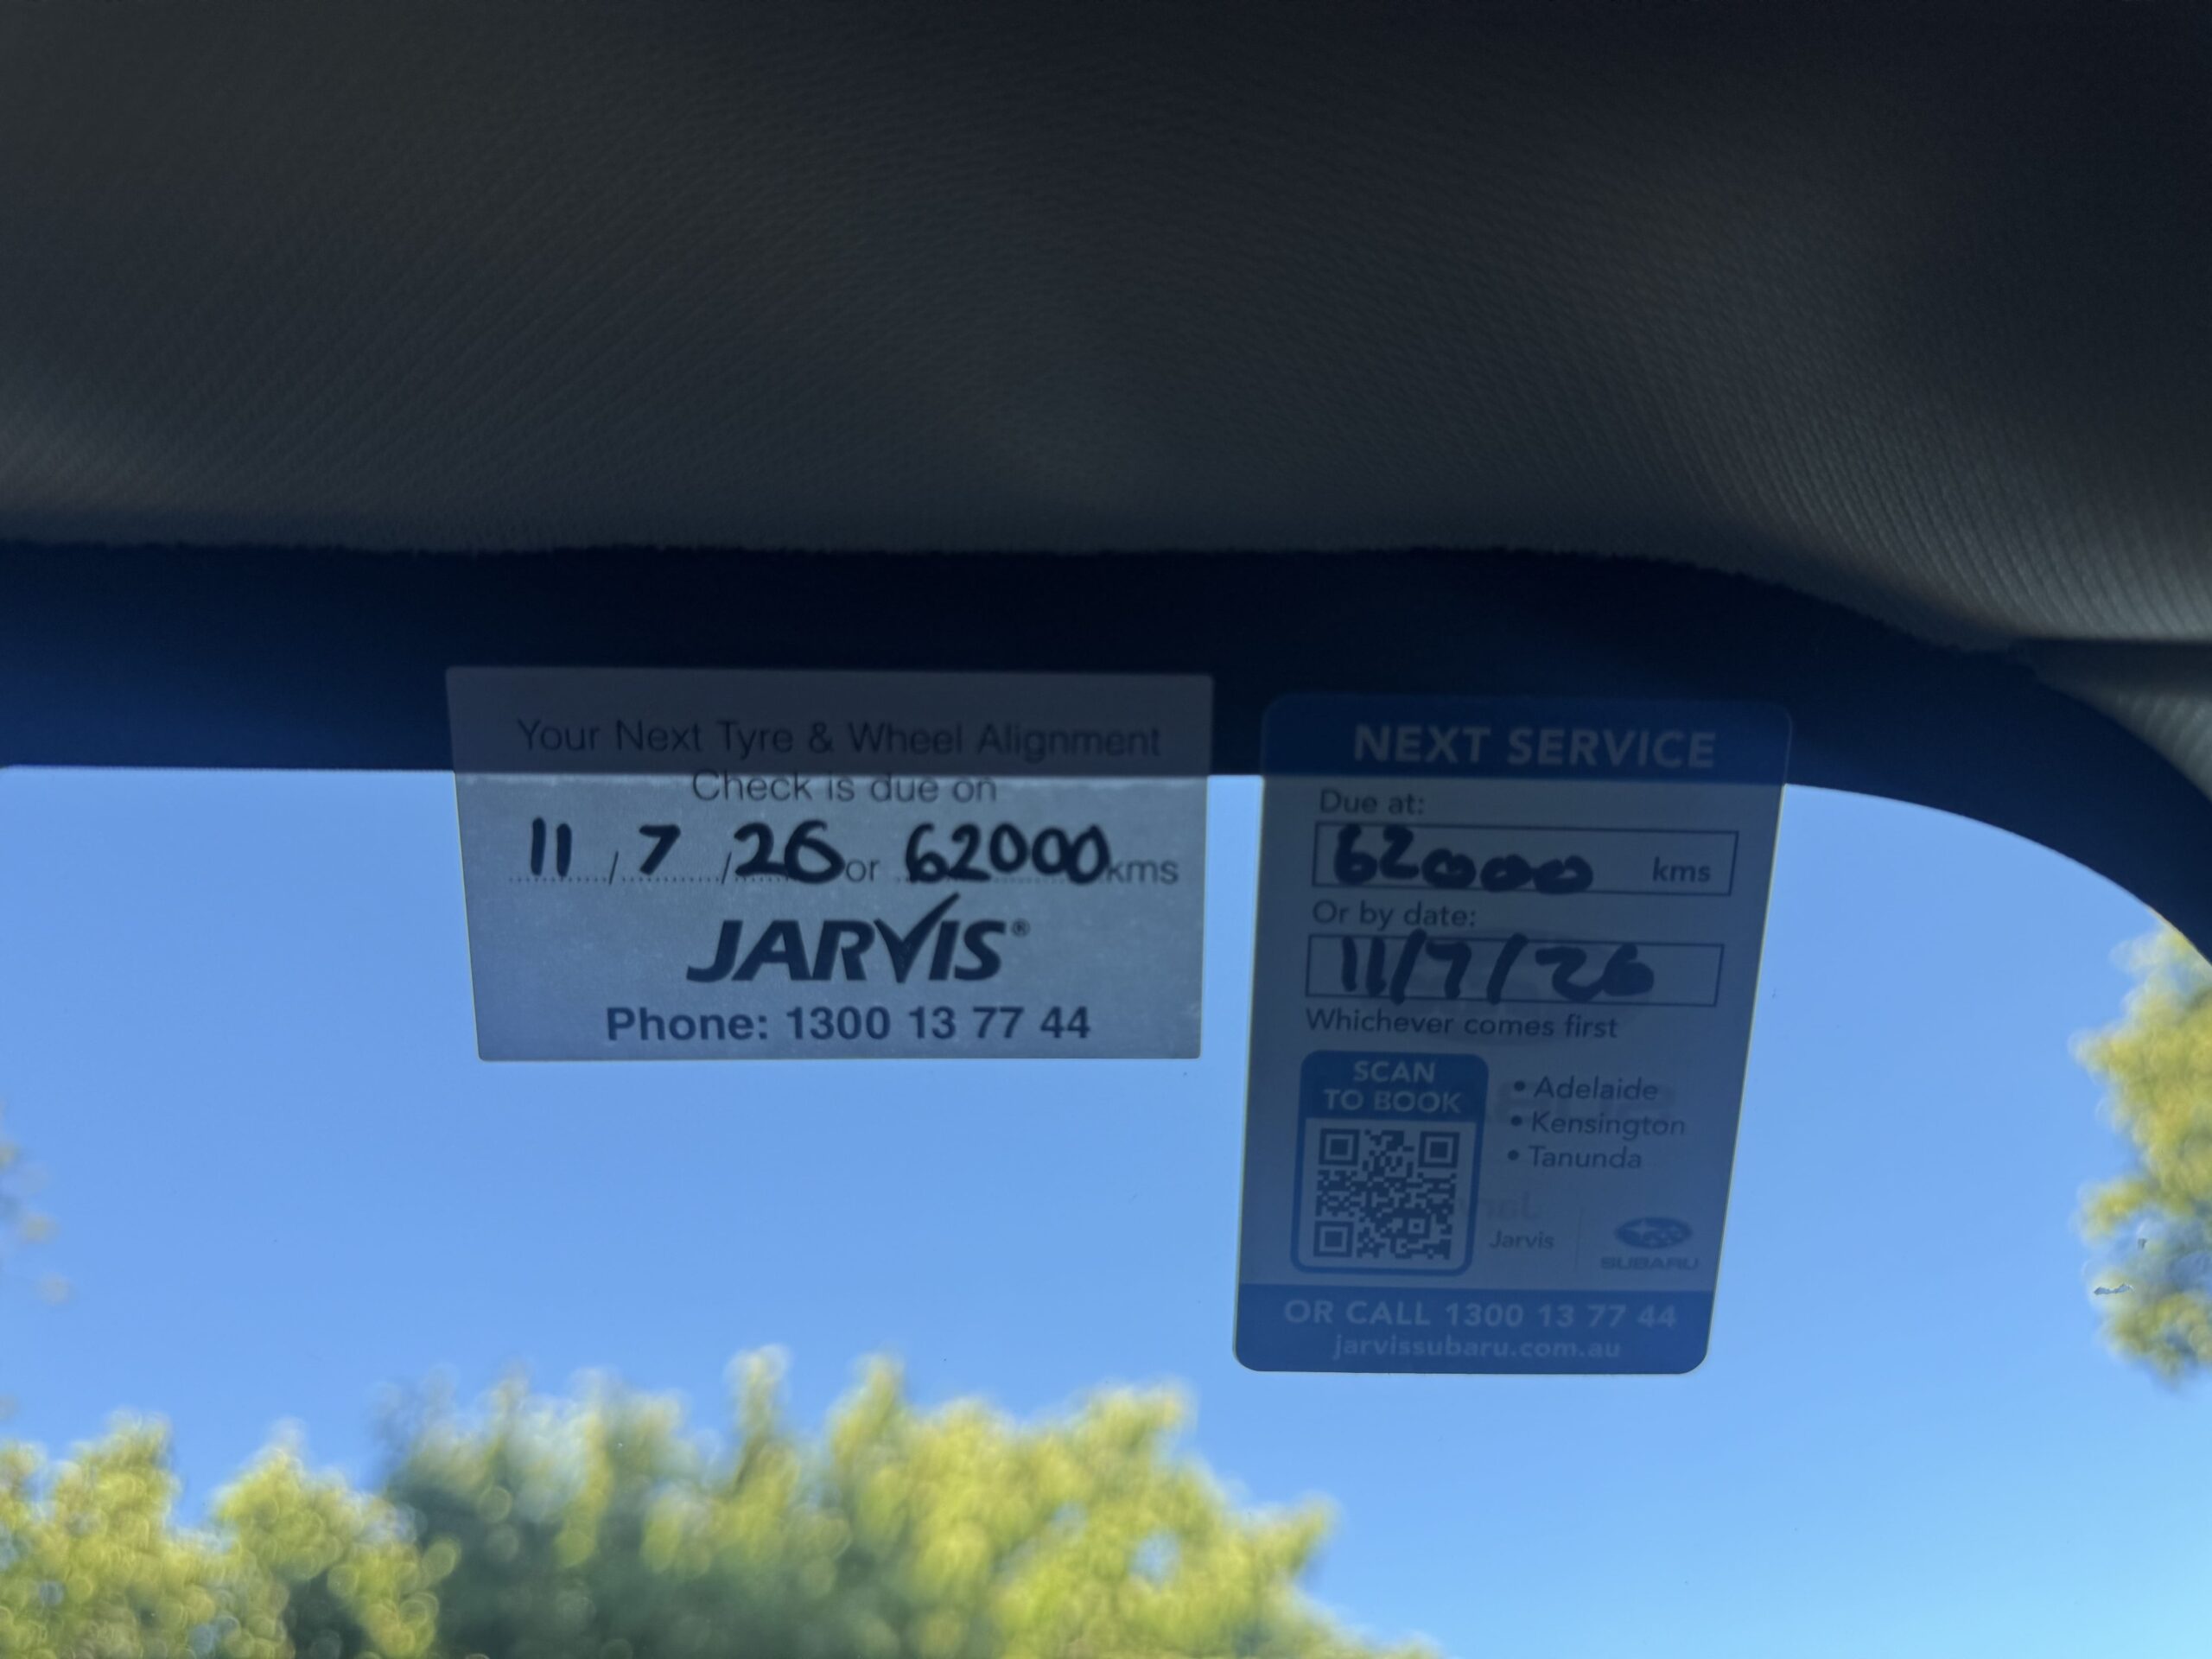 Your Next Tyre & Wheel Alignment
Check is due on
11 / 7 / 26 or 62000 kms
JARVIS®
Phone: 1300 13 77 44
NEXT SERVICE
Due at:
62000 kms
Or by date:
11/7/26
Whichever comes first
SCAN
TO BOOK
• Adelaide
• Kensington
• Tanunda
Jarvis
SUBARU
OR CALL 1300 13 77 44
jarvissubaru.com.au